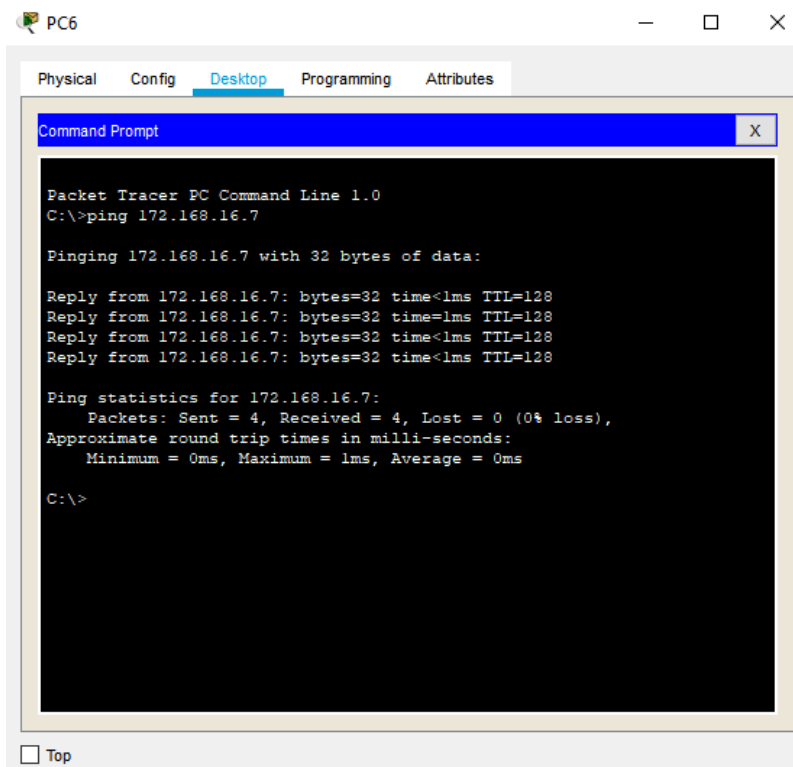 PC6
Physical Config Desktop Programming Attributes
Command Prompt
X
Packet Tracer PC Command Line 1.0
C:\>ping 172.168.16.7
Pinging 172.168.16.7 with 32 bytes of data:
Reply from 172.168.16.7: bytes=32 time<1ms TTL=128
Reply from 172.168.16.7: bytes=32 time=1ms TTL=128
Reply from 172.168.16.7: bytes=32 time<1ms TTL=128
Reply from 172.168.16.7: bytes=32 time<1ms TTL=128
Ping statistics for 172.168.16.7:
Packets: Sent = 4, Received = 4, Lost = 0 (0% loss),
Approximate round trip times in milli-seconds:
Minimum = 0ms, Maximum = 1ms, Average = 0ms
C:\>
Top